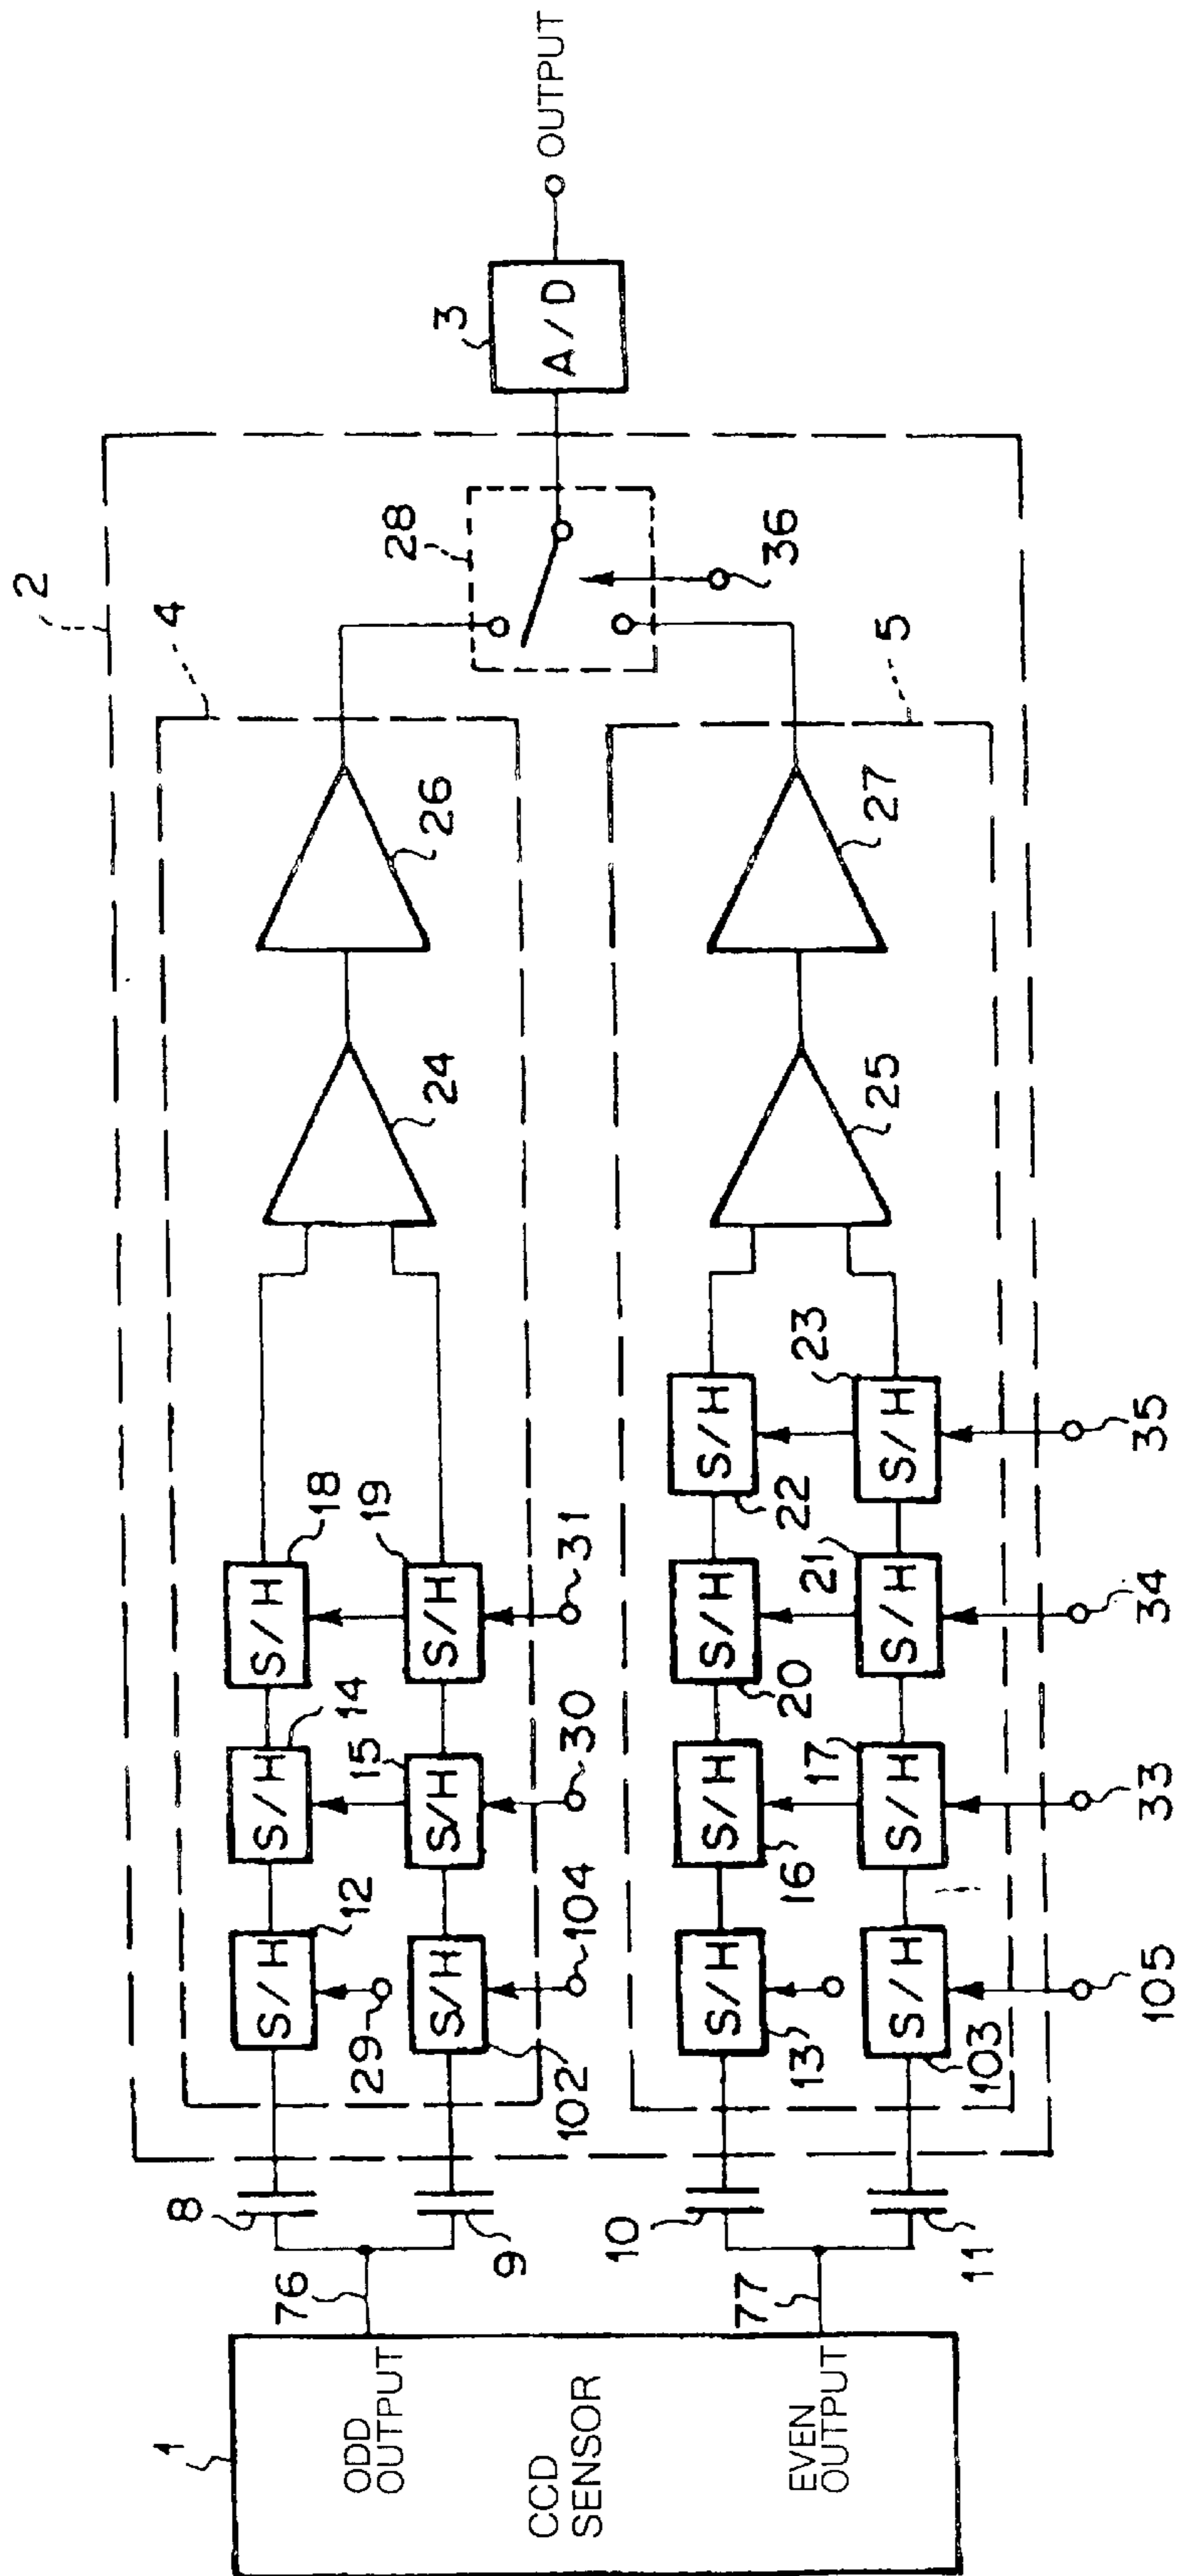 1
ODD
OUTPUT
CCD
SENSOR
EVEN
OUTPUT
76
77
8
9
10
11
2
4
S/H
12
S/H
14
S/H
18
29
S/H
102
S/H
15
S/H
19
104
30
31
24
26
5
S/H
13
S/H
16
S/H
20
S/H
22
S/H
103
S/H
17
S/H
21
S/H
23
105
33
34
35
25
27
28
36
3
A/D
OUTPUT